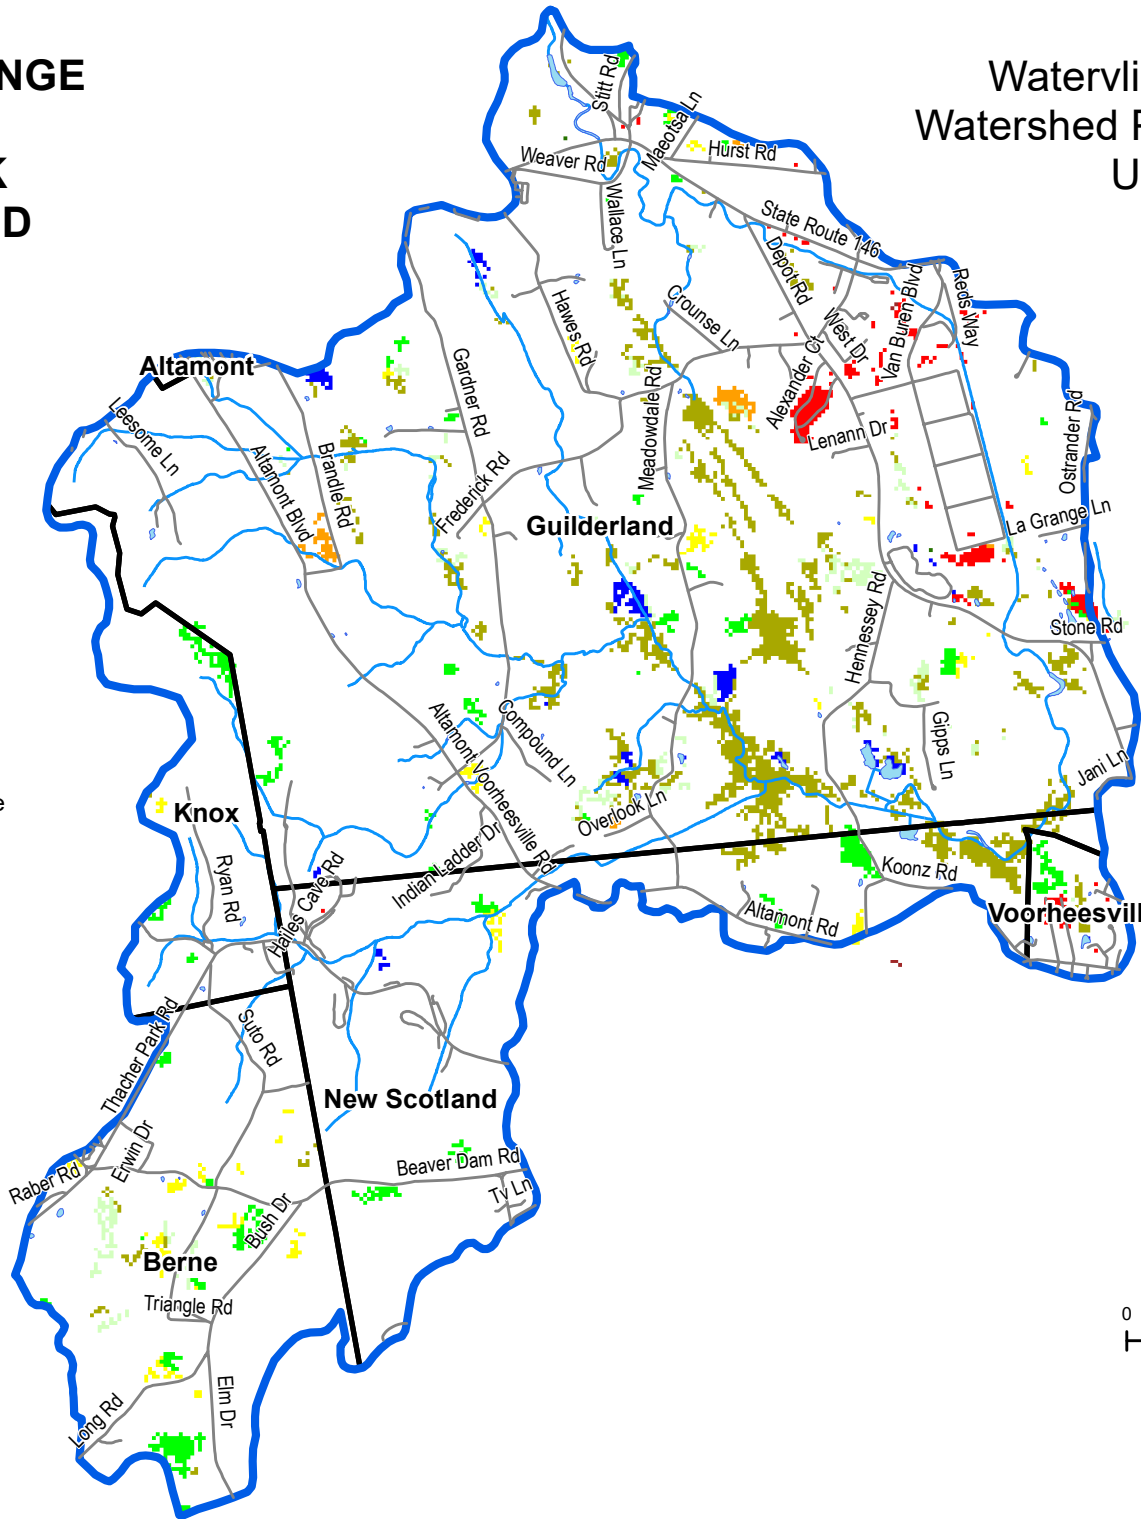 NGE
K
D
Watervli
Watershed P
U
Stitt Rd
Maeotsa Ln
Hurst Rd
Weaver Rd
Wallace Ln
State Route 146
Depot Rd
Van Buren Blvd
Reds Way
Hawes Rd
Crounse Ln
West Dr
Altamont
Gardner Rd
Meadowdale Rd
Alexander Ct
Leesome Ln
Lenann Dr
Ostrander Rd
Altamont Blvd
Brandle Rd
Frederick Rd
Guilderland
La Grange Ln
Hennessey Rd
Stone Rd
Altamont Voorheesville Rd
Compound Ln
Gipps Ln
Jani Ln
e
Knox
Overlook Ln
Indian Ladder Dr
Ryan Rd
Hailes Cave Rd
Koonz Rd
Altamont Rd
Voorheesvill
Thacher Park Rd
Suto Rd
New Scotland
Erwin Dr
Raber Rd
Beaver Dam Rd
Tv Ln
Bush Dr
Berne
Triangle Rd
0
Elm Dr
Long Rd